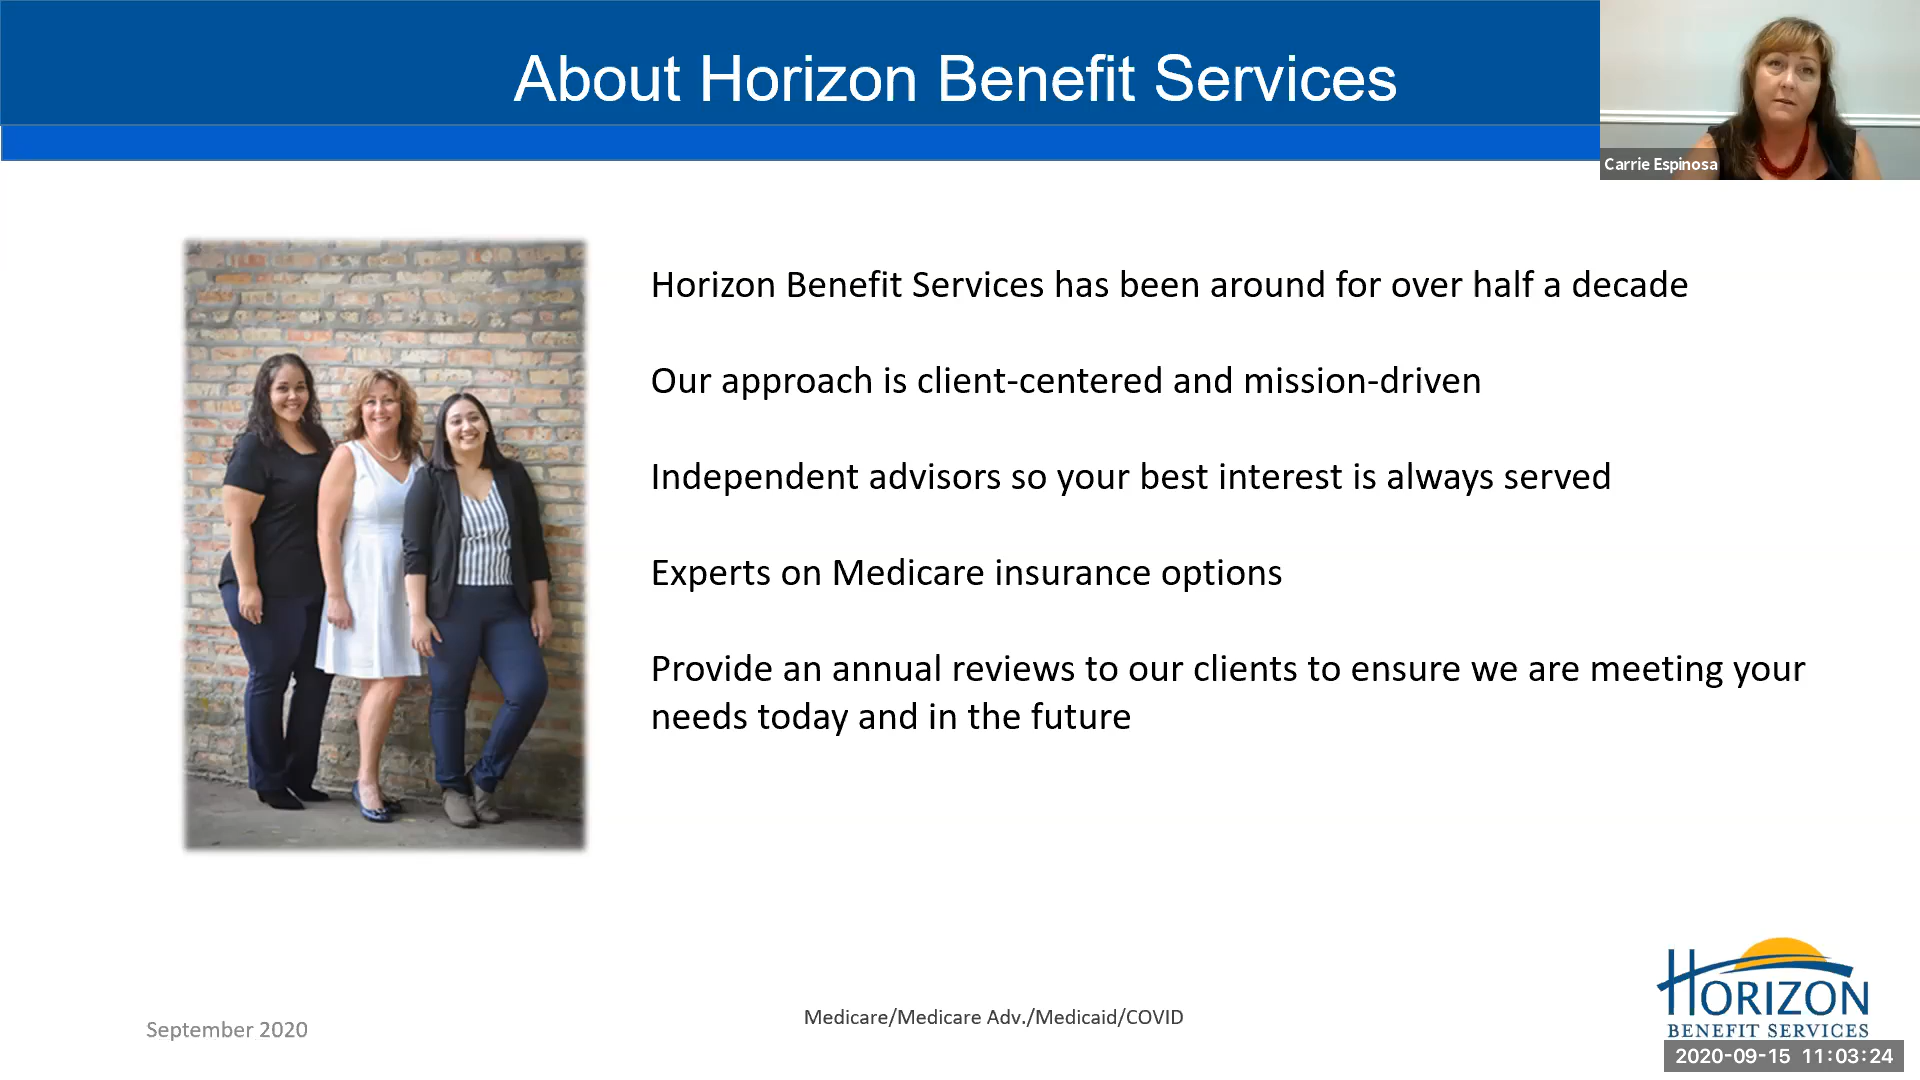 About Horizon Benefit Services
Carrie Espinosa
Horizon Benefit Services has been around for over half a decade
Our approach is client-centered and mission-driven
Independent advisors so your best interest is always served
Experts on Medicare insurance options
Provide an annual reviews to our clients to ensure we are meeting your
needs today and in the future
September 2020
Medicare/Medicare Adv./Medicaid/COVID
HORIZON
BENEFIT SERVICES
2020-09-15 11:03:24